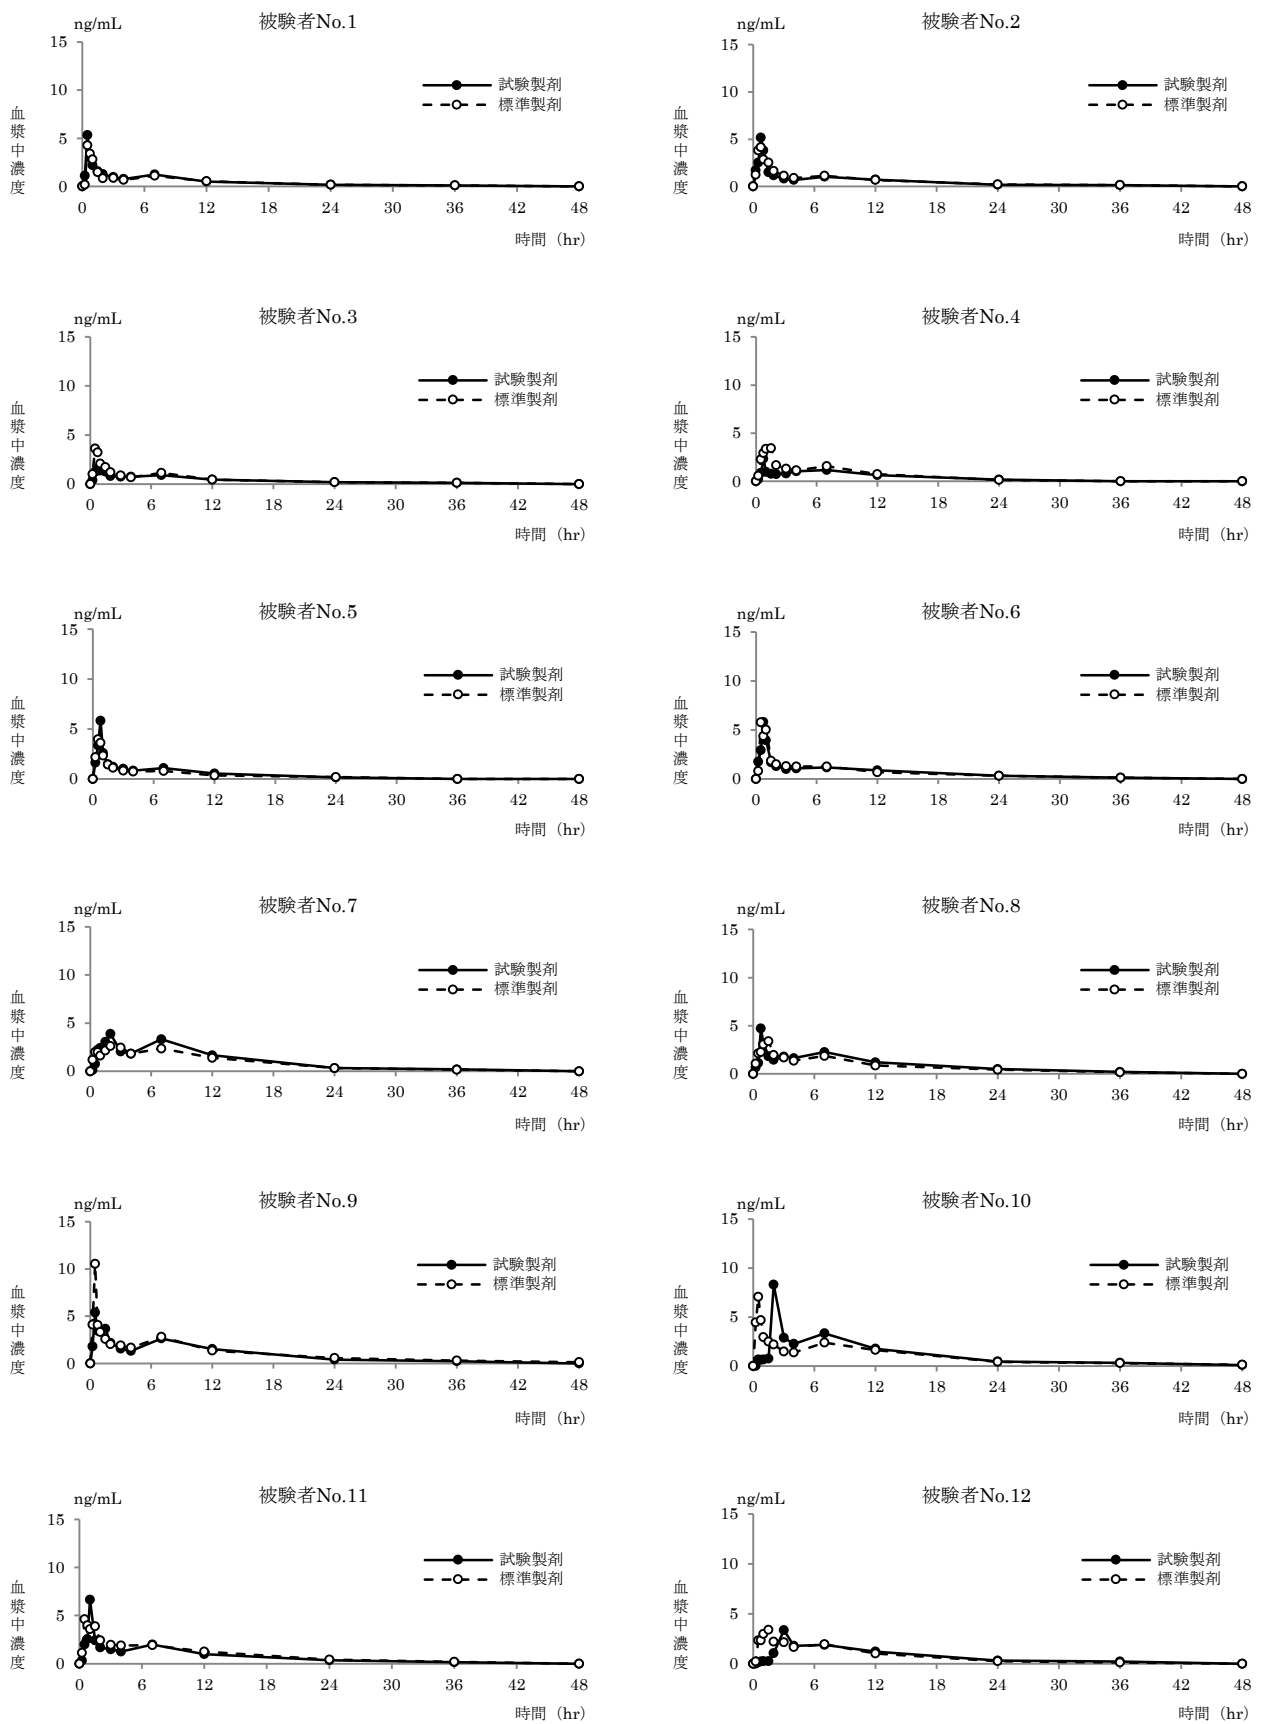 ng/mL 被験者No.1
15
10
5
0
血漿中濃度
試験製剤
標準製剤
0 6 12 18 24 30 36 42 48
時間 (hr)
ng/mL 被験者No.2
15
10
5
0
血漿中濃度
試験製剤
標準製剤
0 6 12 18 24 30 36 42 48
時間 (hr)
ng/mL 被験者No.3
15
10
5
0
血漿中濃度
試験製剤
標準製剤
0 6 12 18 24 30 36 42 48
時間 (hr)
ng/mL 被験者No.4
15
10
5
0
血漿中濃度
試験製剤
標準製剤
0 6 12 18 24 30 36 42 48
時間 (hr)
ng/mL 被験者No.5
15
10
5
0
血漿中濃度
試験製剤
標準製剤
0 6 12 18 24 30 36 42 48
時間 (hr)
ng/mL 被験者No.6
15
10
5
0
血漿中濃度
試験製剤
標準製剤
0 6 12 18 24 30 36 42 48
時間 (hr)
ng/mL 被験者No.7
15
10
5
0
血漿中濃度
試験製剤
標準製剤
0 6 12 18 24 30 36 42 48
時間 (hr)
ng/mL 被験者No.8
15
10
5
0
血漿中濃度
試験製剤
標準製剤
0 6 12 18 24 30 36 42 48
時間 (hr)
ng/mL 被験者No.9
15
10
5
0
血漿中濃度
試験製剤
標準製剤
0 6 12 18 24 30 36 42 48
時間 (hr)
ng/mL 被験者No.10
15
10
5
0
血漿中濃度
試験製剤
標準製剤
0 6 12 18 24 30 36 42 48
時間 (hr)
ng/mL 被験者No.11
15
10
5
0
血漿中濃度
試験製剤
標準製剤
0 6 12 18 24 30 36 42 48
時間 (hr)
ng/mL 被験者No.12
15
10
5
0
血漿中濃度
試験製剤
標準製剤
0 6 12 18 24 30 36 42 48
時間 (hr)